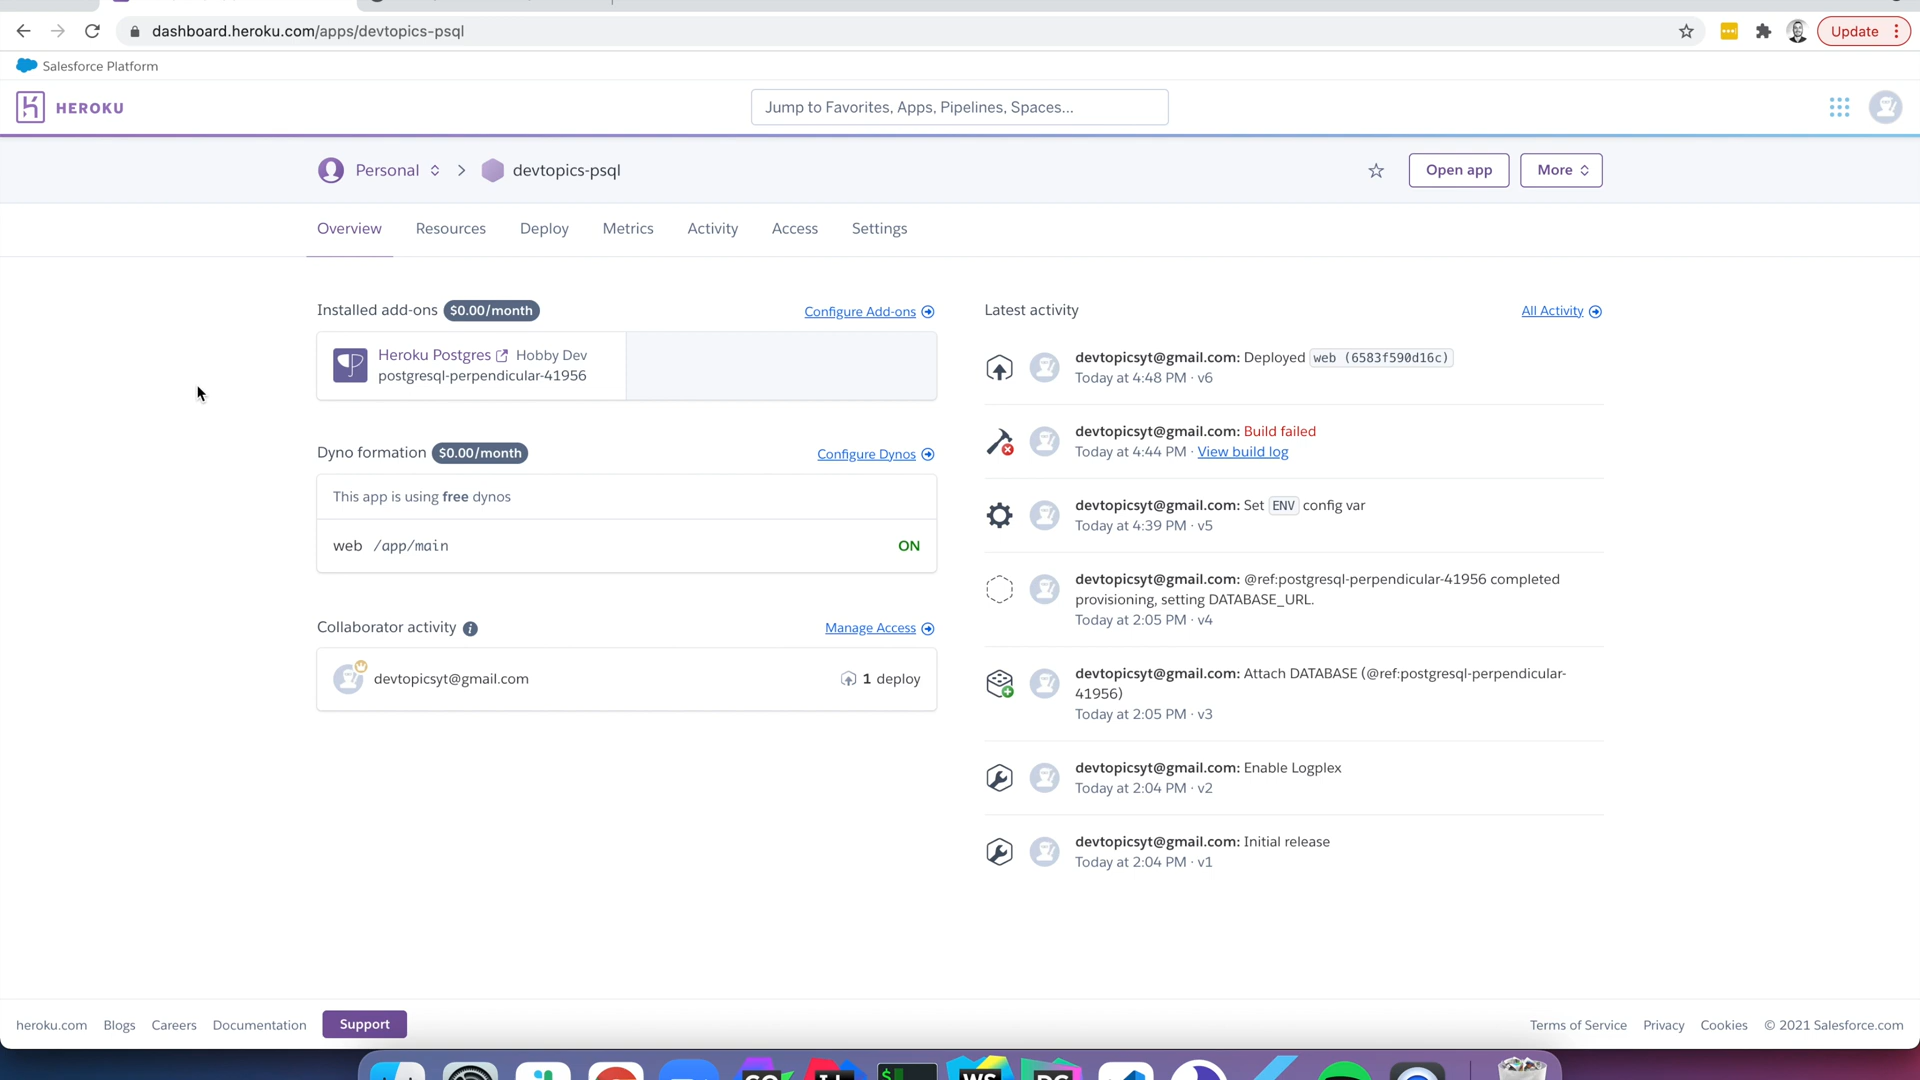 dashboard.heroku.com/apps/devtopics-psql
Update
Salesforce Platform
HEROKU
Jump to Favorites, Apps, Pipelines, Spaces...
Personal
devtopics-psql
Open app
More
Overview
Resources
Deploy
Metrics
Activity
Access
Settings
Installed add-ons $0.00/month
Configure Add-ons
Heroku Postgres Hobby Dev
postgresql-perpendicular-41956
Dyno formation $0.00/month
Configure Dynos
This app is using free dynos
web /app/main
ON
Collaborator activity
Manage Access
devtopicsyt@gmail.com
1 deploy
Latest activity
All Activity
devtopicsyt@gmail.com: Deployed web (6583f590d16c)
Today at 4:48 PM · v6
devtopicsyt@gmail.com: Build failed
Today at 4:44 PM · View build log
devtopicsyt@gmail.com: Set ENV config var
Today at 4:39 PM · v5
devtopicsyt@gmail.com: @ref:postgresql-perpendicular-41956 completed
provisioning, setting DATABASE_URL.
Today at 2:05 PM · v4
devtopicsyt@gmail.com: Attach DATABASE (@ref:postgresql-perpendicular-
41956)
Today at 2:05 PM · v3
devtopicsyt@gmail.com: Enable Logplex
Today at 2:04 PM · v2
devtopicsyt@gmail.com: Initial release
Today at 2:04 PM · v1
heroku.com
Blogs
Careers
Documentation
Support
Terms of Service
Privacy
Cookies
© 2021 Salesforce.com